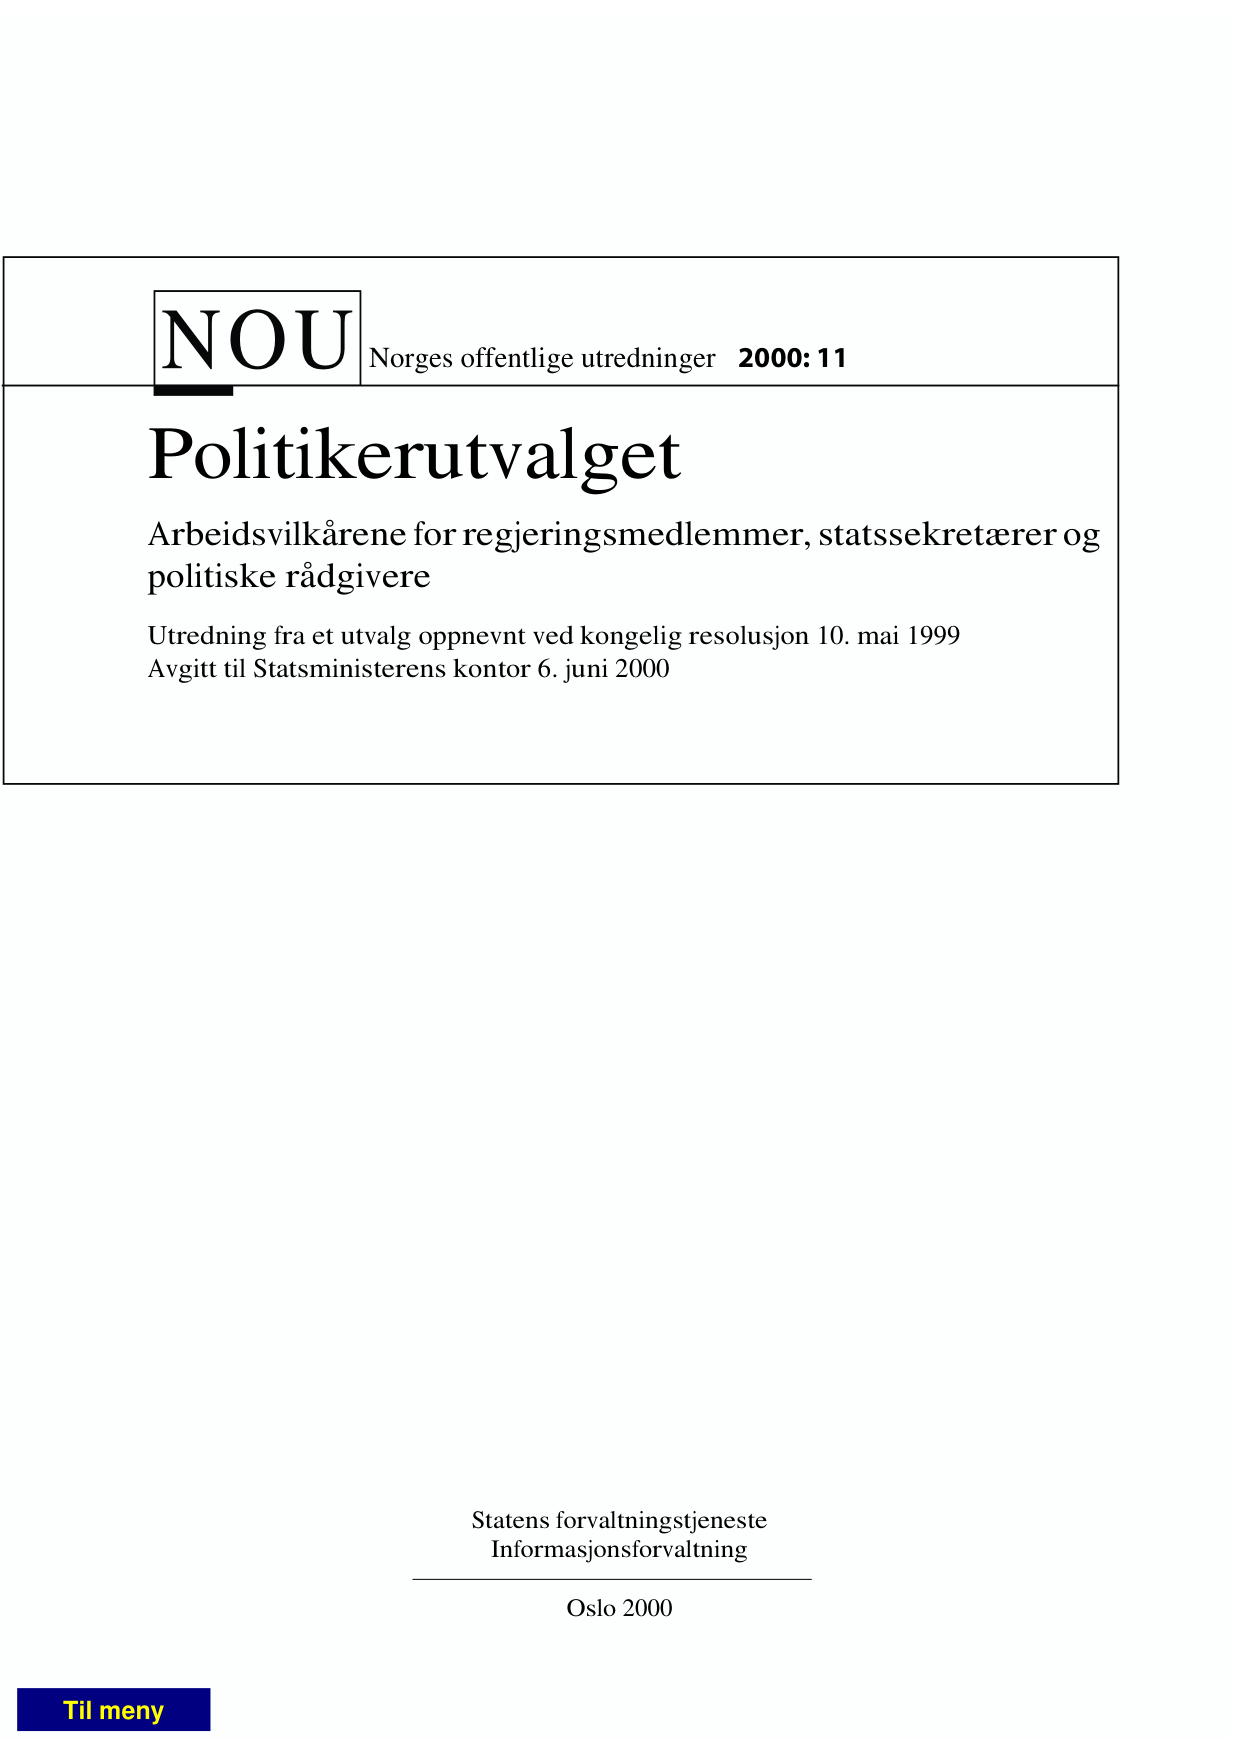 NOU Norges offentlige utredninger 2000: 11
Politikerutvalget
Arbeidsvilkårene for regjeringsmedlemmer, statssekretærer og
politiske rådgivere
Utredning fra et utvalg oppnevnt ved kongelig resolusjon 10. mai 1999
Avgitt til Statsministerens kontor 6. juni 2000
Statens forvaltningstjeneste
Informasjonsforvaltning
Oslo 2000
Til meny